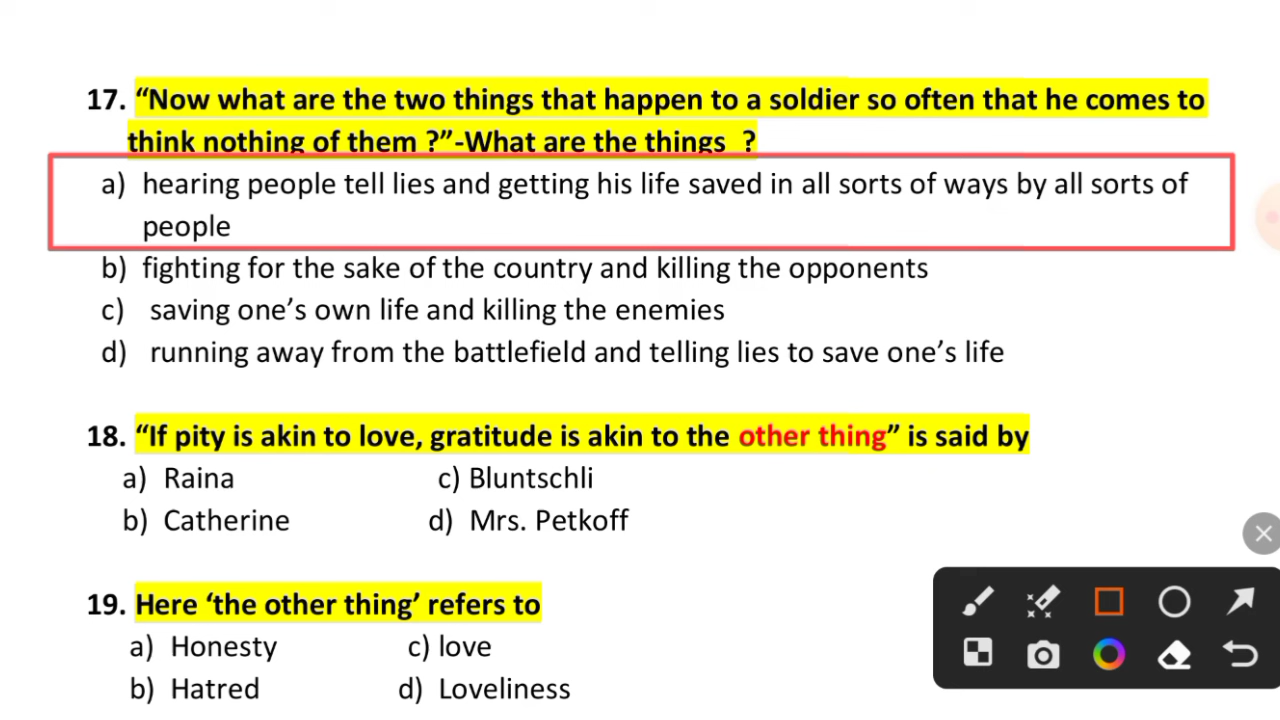 17. “Now what are the two things that happen to a soldier so often that he comes to
think nothing of them ?”-What are the things ?
a) hearing people tell lies and getting his life saved in all sorts of ways by all sorts of
people
b) fighting for the sake of the country and killing the opponents
c) saving one’s own life and killing the enemies
d) running away from the battlefield and telling lies to save one’s life
18. “If pity is akin to love, gratitude is akin to the other thing” is said by
a) Raina c) Bluntschli
b) Catherine d) Mrs. Petkoff
19. Here ‘the other thing’ refers to
a) Honesty c) love
b) Hatred d) Loveliness